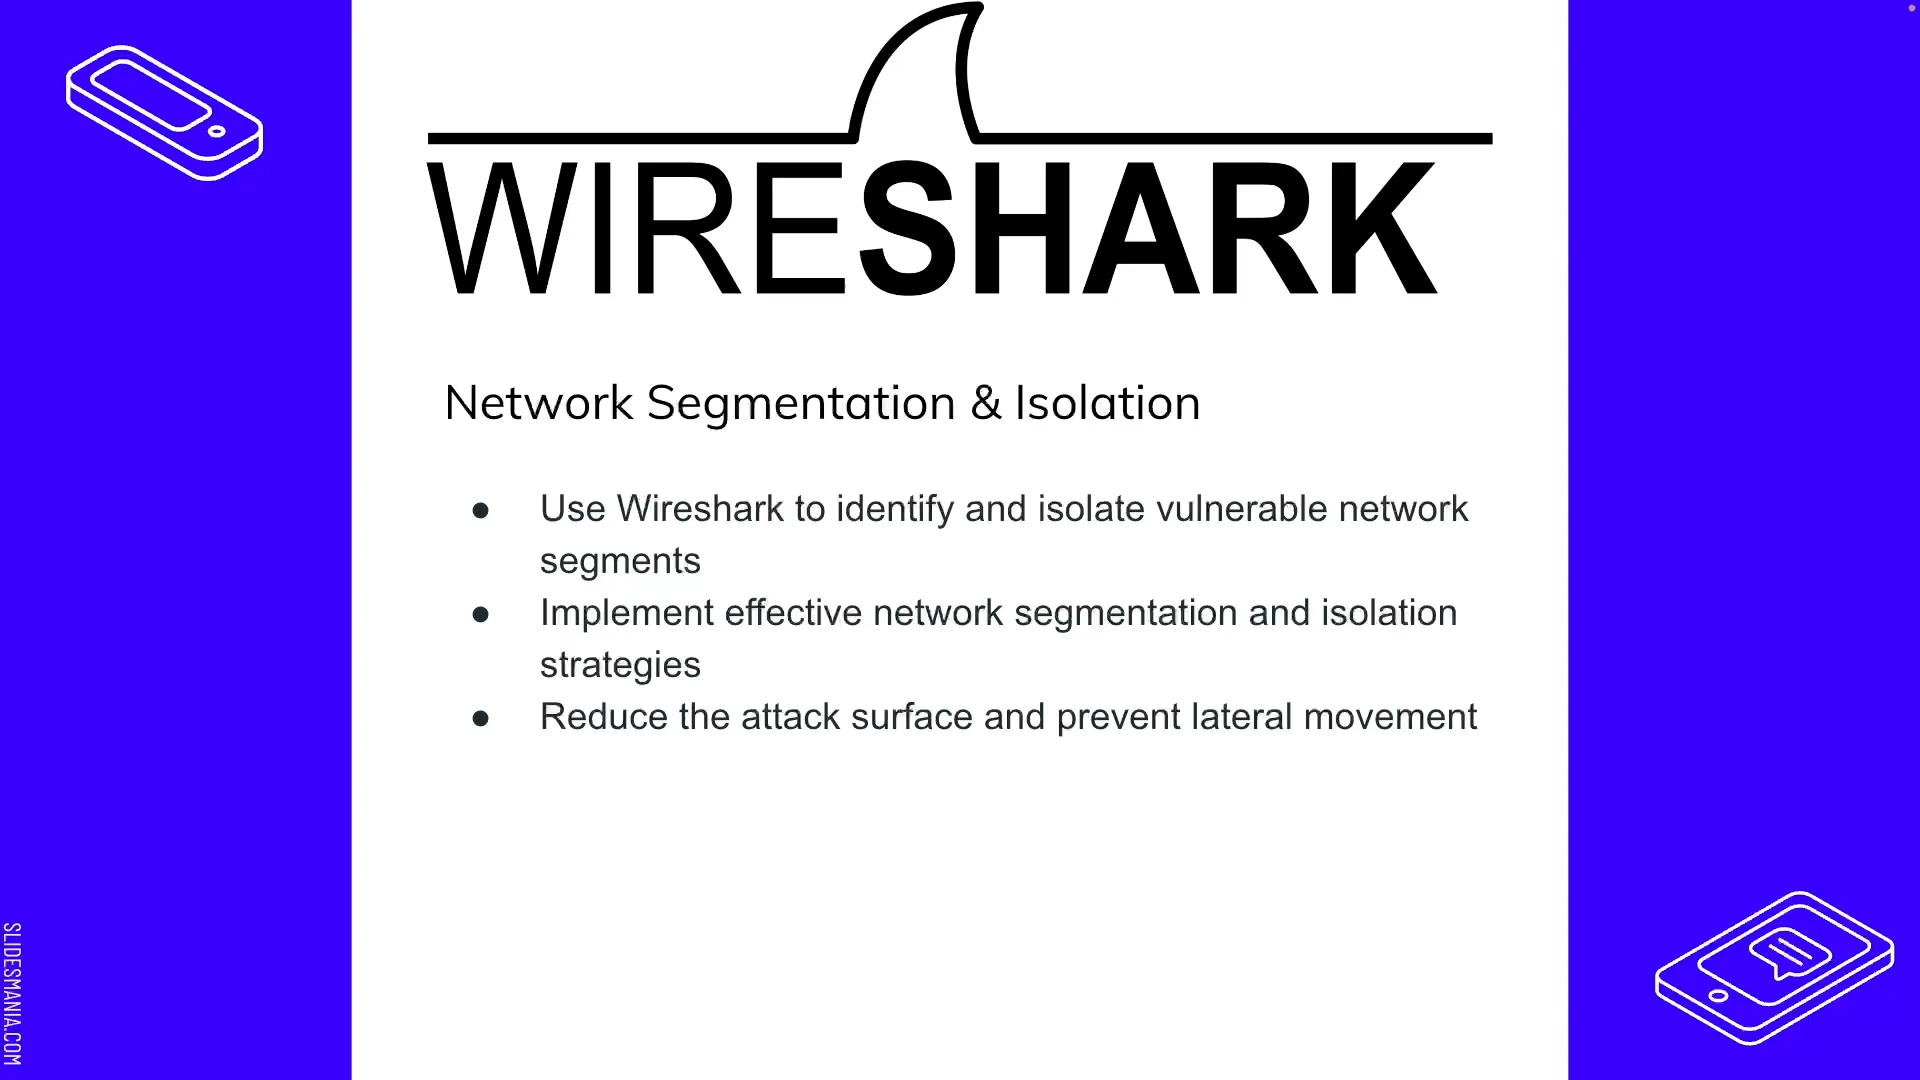 WIRESHARK
Network Segmentation & Isolation
● Use Wireshark to identify and isolate vulnerable network
segments
● Implement effective network segmentation and isolation
strategies
● Reduce the attack surface and prevent lateral movement
SLIDESMANIA.COM